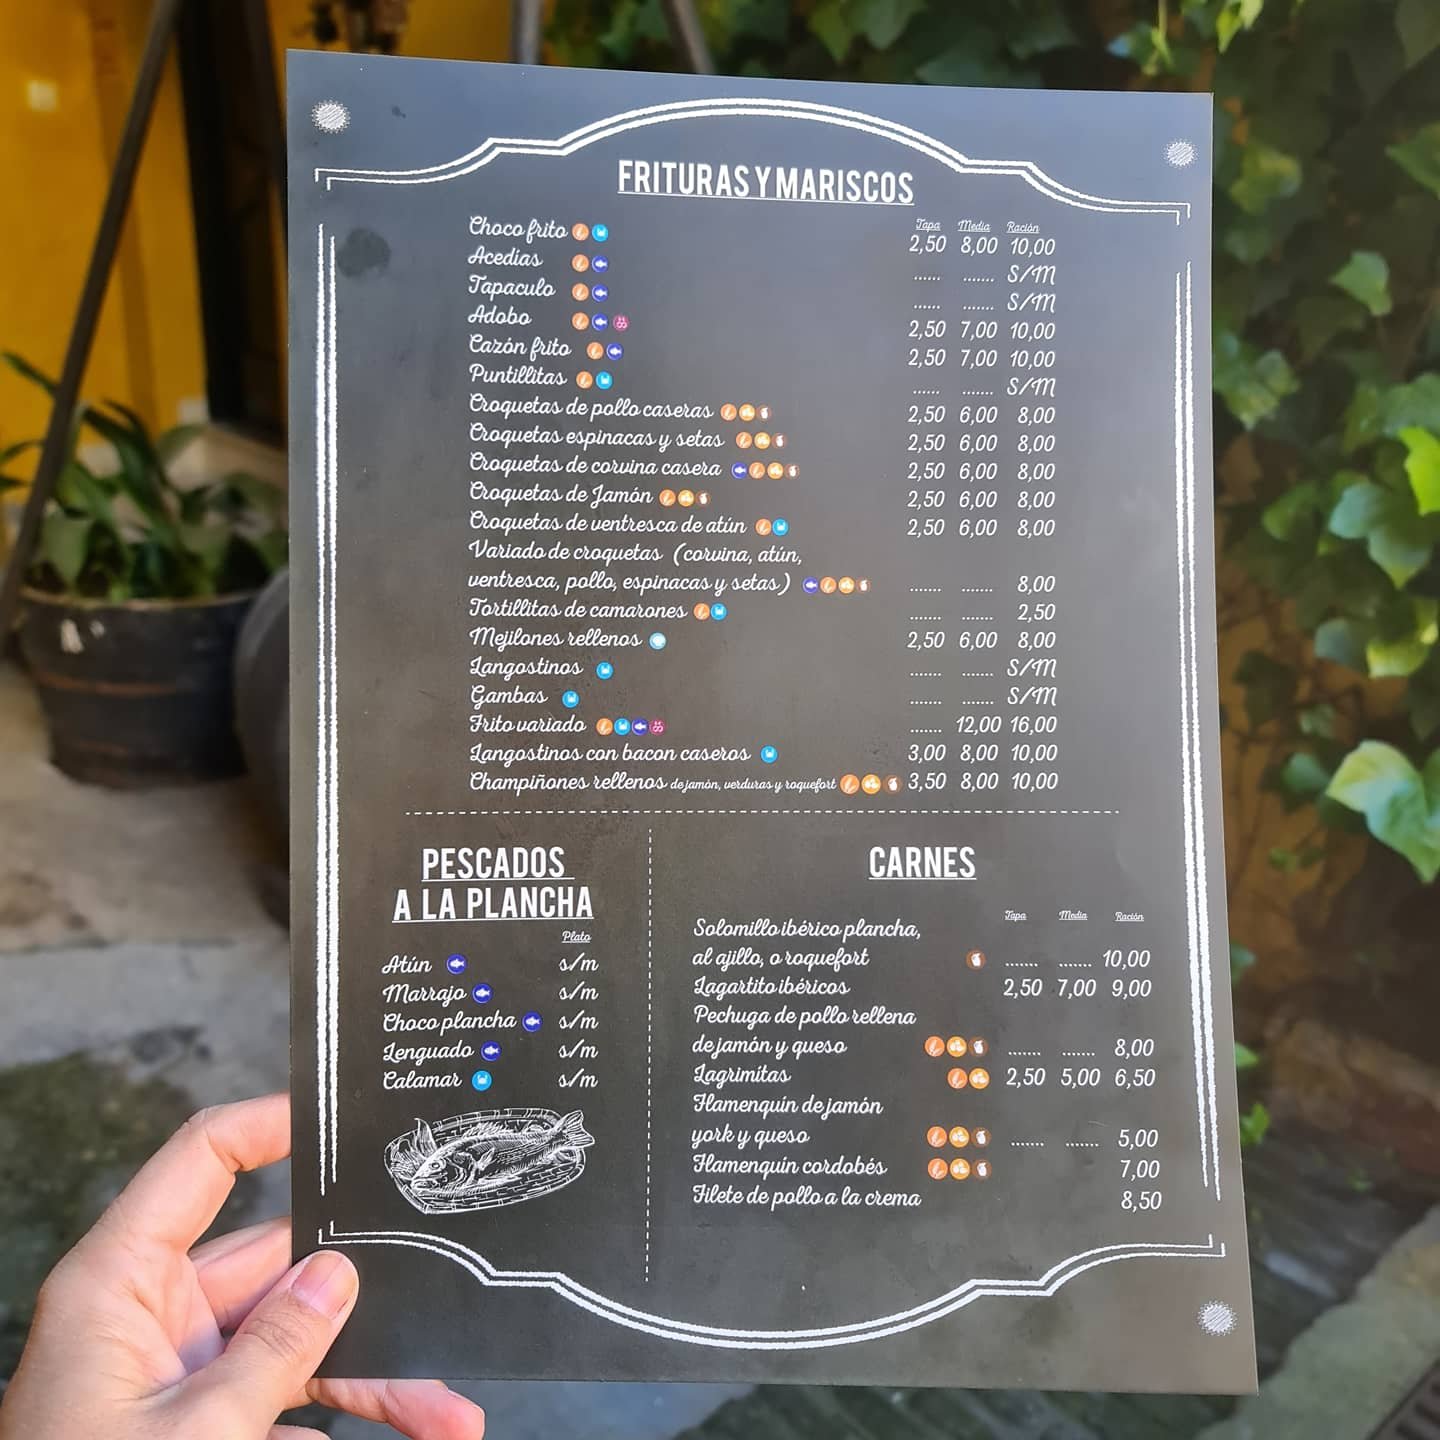 FRITURAS Y MARISCOS
Tapa Media Ración
Choco frito 2,50 8,00 10,00
Acedías ...... ....... S/M
Tapaculo ...... ....... S/M
Adobo 2,50 7,00 10,00
Cazón frito 2,50 7,00 10,00
Puntillitas ...... ....... S/M
Croquetas de pollo caseras 2,50 6,00 8,00
Croquetas espinacas y setas 2,50 6,00 8,00
Croquetas de corvina casera 2,50 6,00 8,00
Croquetas de Jamón 2,50 6,00 8,00
Croquetas de ventresca de atún 2,50 6,00 8,00
Variado de croquetas (corvina, atún,
ventresca, pollo, espinacas y setas) ....... ....... 8,00
Tortillitas de camarones ....... ....... 2,50
Mejilones rellenos 2,50 6,00 8,00
Langostinos ....... ....... S/M
Gambas ....... ....... S/M
Frito variado ....... 12,00 16,00
Langostinos con bacon caseros 3,00 8,00 10,00
Champiñones rellenos de jamón, verduras y roquefort 3,50 8,00 10,00
PESCADOS
A LA PLANCHA
Plato
Atún s/m
Marrajo s/m
Choco plancha s/m
Lenguado s/m
Calamar s/m
CARNES
Tapa Media Ración
Solomillo ibérico plancha,
al ajillo, o roquefort ....... ....... 10,00
Lagartito ibéricos 2,50 7,00 9,00
Pechuga de pollo rellena
de jamón y queso ....... ....... 8,00
Lagrimítas 2,50 5,00 6,50
Flamenquín de jamón
york y queso ....... ....... 5,00
Flamenquín cordobés 7,00
Filete de pollo a la crema 8,50